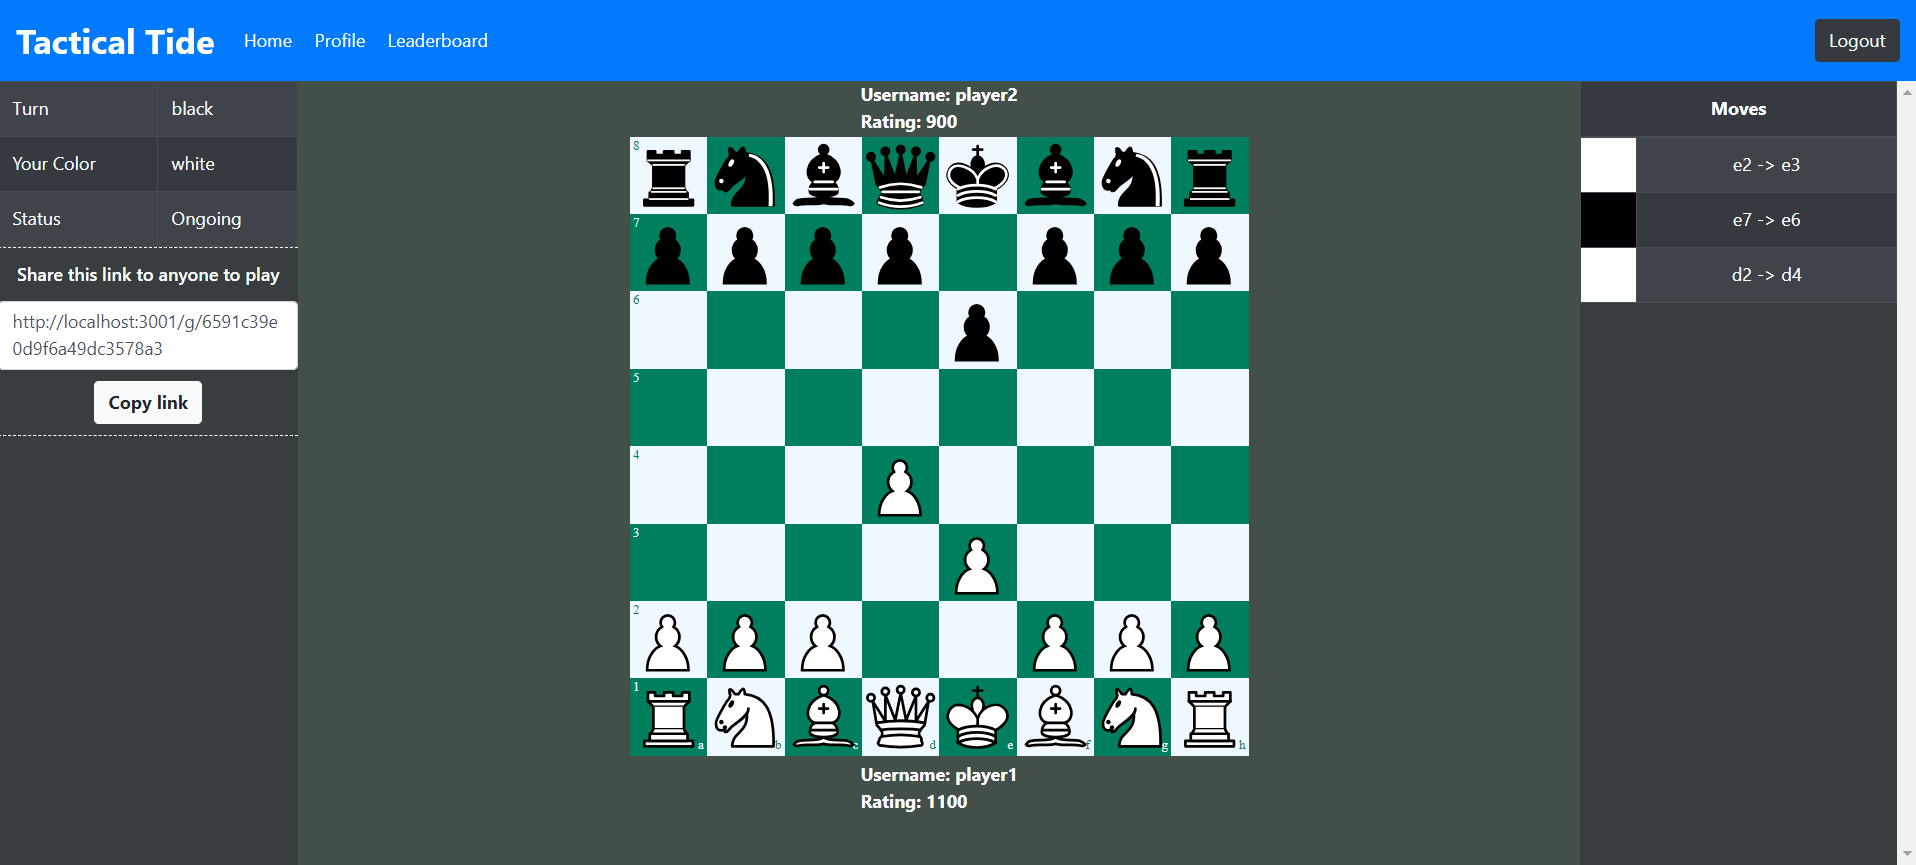 Tactical Tide Home Profile Leaderboard Logout
Turn black
Your Color white
Status Ongoing
Share this link to anyone to play
http://localhost:3001/g/6591c39e
0d9f6a49dc3578a3
Copy link
Username: player2
Rating: 900
8
7
6
5
4
3
2
1
a b c d e f g h
Username: player1
Rating: 1100
Moves
e2 -> e3
e7 -> e6
d2 -> d4